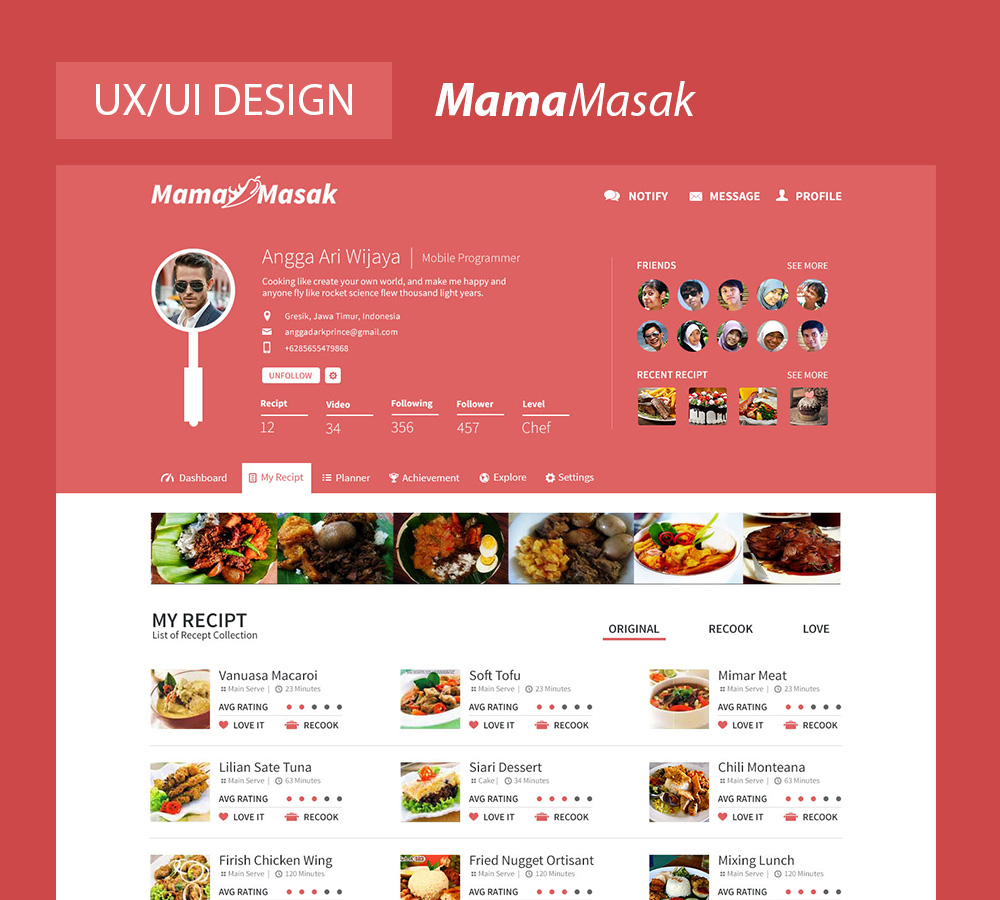 UX/UI DESIGN
MamaMasak
Mama Masak
NOTIFY
MESSAGE
PROFILE
Angga Ari Wijaya | Mobile Programmer
Cooking like create your own world, and make me happy and
anyone fly like rocket science flew thousand light years.
Gresik, Jawa Timur, Indonesia
anggadarkprince@gmail.com
+6285655479868
UNFOLLOW
Recipt Video Following Follower Level
12 34 356 457 Chef
FRIENDS SEE MORE
RECENT RECIPT SEE MORE
Dashboard My Recipt Planner Achievement Explore Settings
MY RECIPT
List of Recept Collection
ORIGINAL RECOOK LOVE
Vanuasa Macaroi
Main Serve | 23 Minutes
AVG RATING
LOVE IT RECOOK
Soft Tofu
Main Serve | 23 Minutes
AVG RATING
LOVE IT RECOOK
Mimar Meat
Main Serve | 23 Minutes
AVG RATING
LOVE IT RECOOK
Lilian Sate Tuna
Main Serve | 63 Minutes
AVG RATING
LOVE IT RECOOK
Siari Dessert
Cake | 34 Minutes
AVG RATING
LOVE IT RECOOK
Chili Monteana
Main Serve | 63 Minutes
AVG RATING
LOVE IT RECOOK
Firish Chicken Wing
Main Serve | 120 Minutes
AVG RATING
Fried Nugget Ortisant
Main Serve | 120 Minutes
AVG RATING
Mixing Lunch
Main Serve | 120 Minutes
AVG RATING